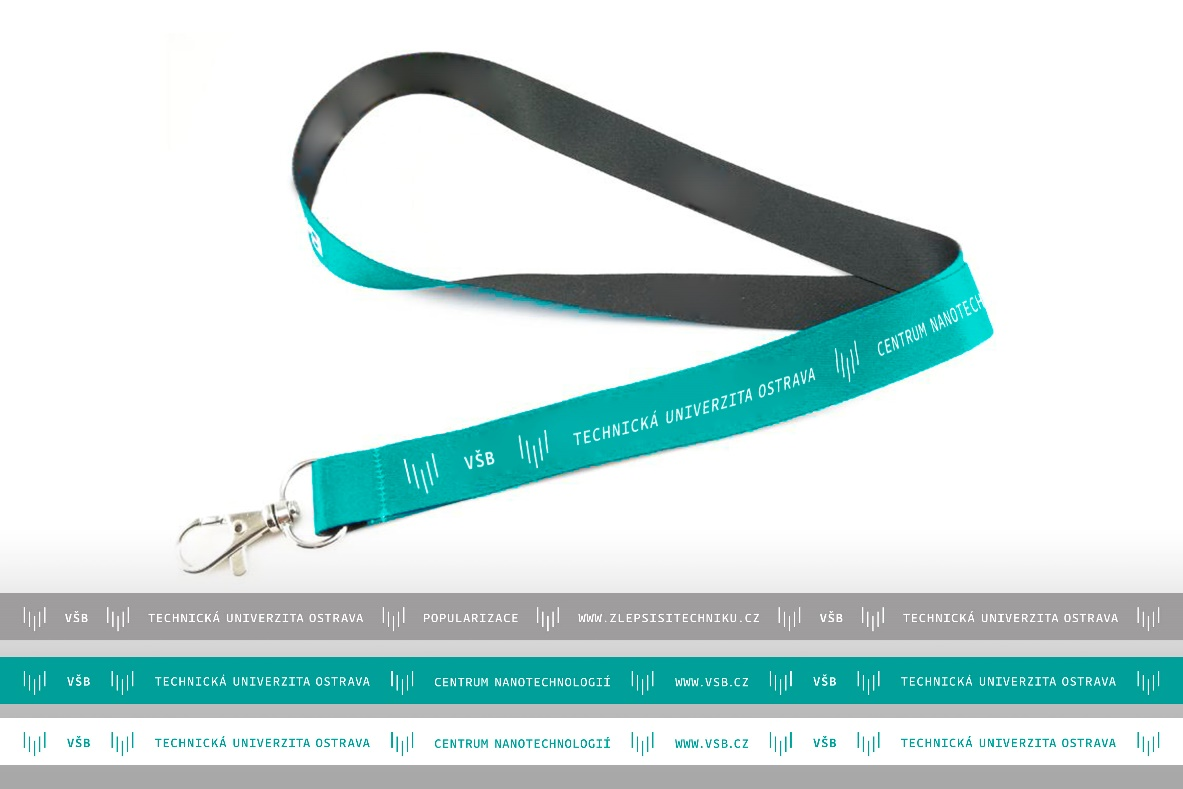 VŠB TECHNICKÁ UNIVERZITA OSTRAVA CENTRUM NANOTECH
VŠB TECHNICKÁ UNIVERZITA OSTRAVA POPULARIZACE WWW.ZLEPSISITECHNIKU.CZ VŠB TECHNICKÁ UNIVERZITA OSTRAVA
VŠB TECHNICKÁ UNIVERZITA OSTRAVA CENTRUM NANOTECHNOLOGIÍ WWW.VSB.CZ VŠB TECHNICKÁ UNIVERZITA OSTRAVA
VŠB TECHNICKÁ UNIVERZITA OSTRAVA CENTRUM NANOTECHNOLOGIÍ WWW.VSB.CZ VŠB TECHNICKÁ UNIVERZITA OSTRAVA